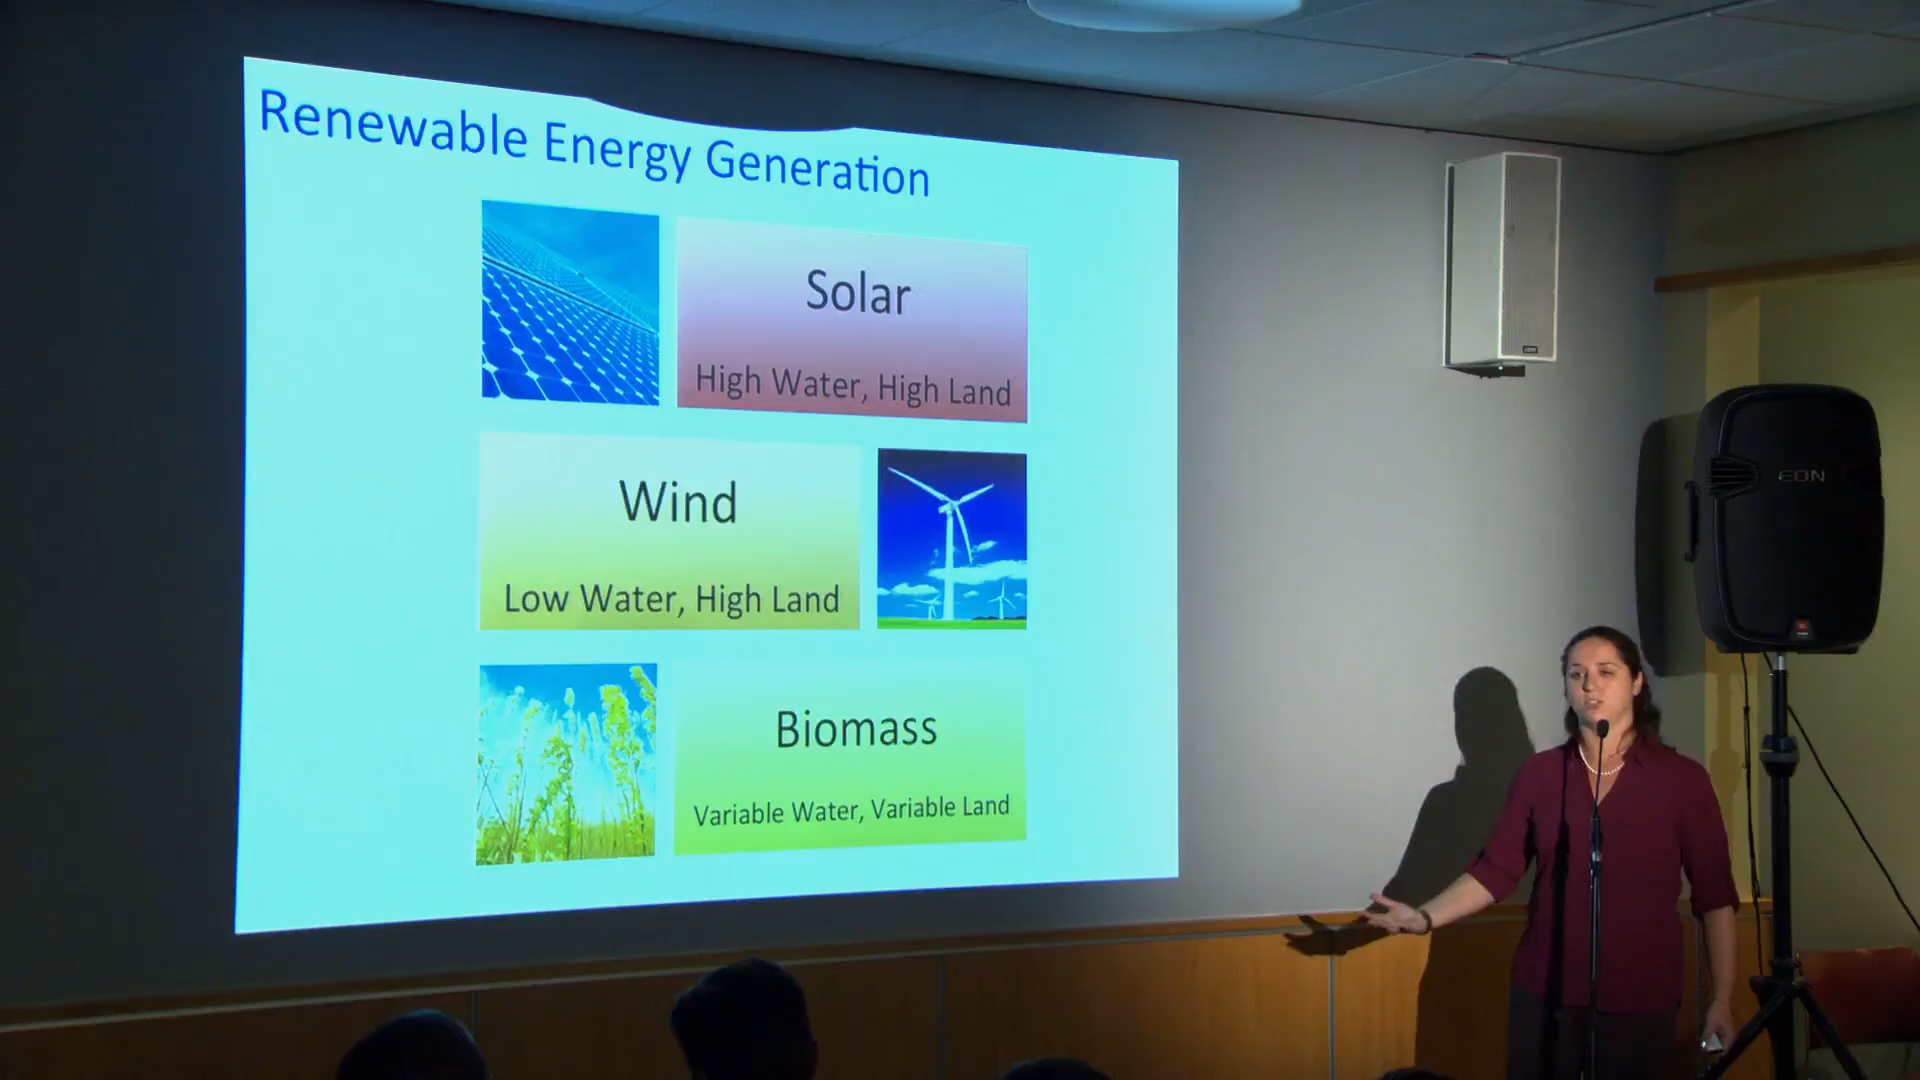 Renewable Energy Generation
Solar
High Water, High Land
Wind
Low Water, High Land
Biomass
Variable Water, Variable Land
EON